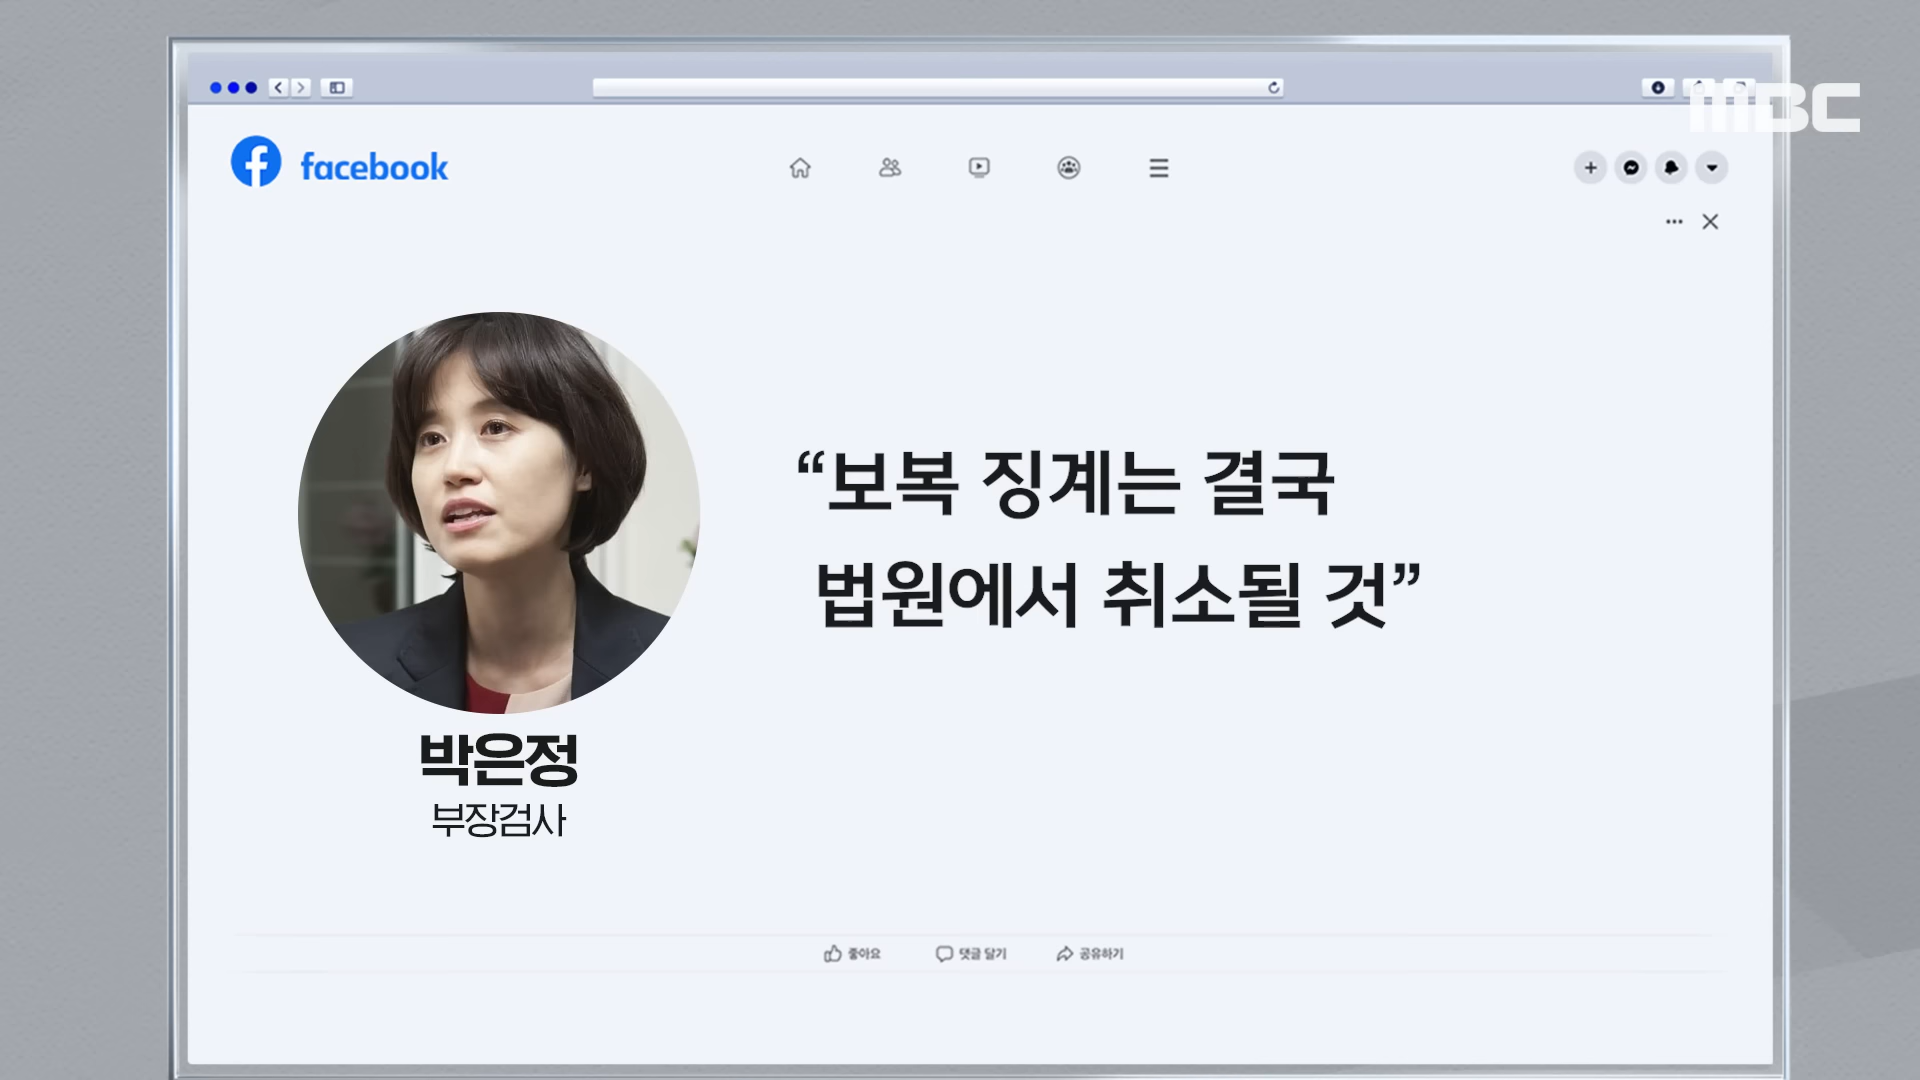 MBC
facebook
“보복 징계는 결국
법원에서 취소될 것”
박은정
부장검사
좋아요 댓글 달기 공유하기